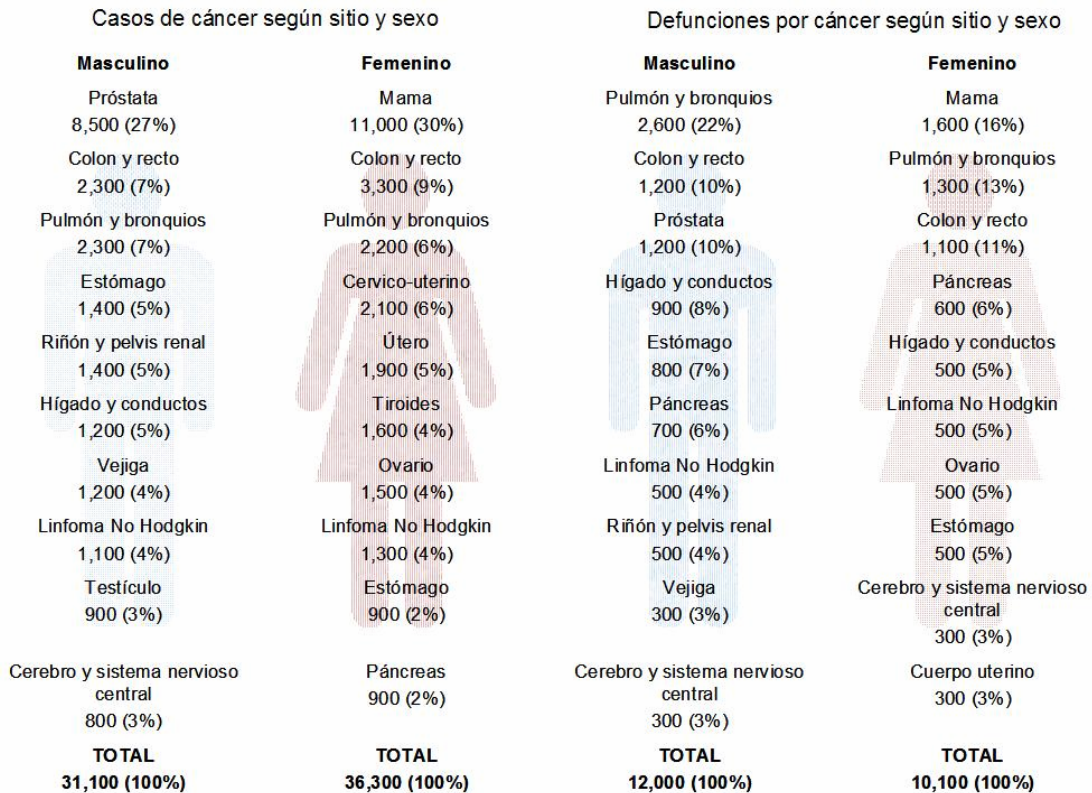 Casos de cáncer según sitio y sexo
Masculino
Próstata
8,500 (27%)
Colon y recto
2,300 (7%)
Pulmón y bronquios
2,300 (7%)
Estómago
1,400 (5%)
Riñón y pelvis renal
1,400 (5%)
Hígado y conductos
1,200 (5%)
Vejiga
1,200 (4%)
Linfoma No Hodgkin
1,100 (4%)
Testículo
900 (3%)
Cerebro y sistema nervioso
central
800 (3%)
TOTAL
31,100 (100%)
Femenino
Mama
11,000 (30%)
Colon y recto
3,300 (9%)
Pulmón y bronquios
2,200 (6%)
Cervico-uterino
2,100 (6%)
Útero
1,900 (5%)
Tiroides
1,600 (4%)
Ovario
1,500 (4%)
Linfoma No Hodgkin
1,300 (4%)
Estómago
900 (2%)
Páncreas
900 (2%)
TOTAL
36,300 (100%)
Defunciones por cáncer según sitio y sexo
Masculino
Pulmón y bronquios
2,600 (22%)
Colon y recto
1,200 (10%)
Próstata
1,200 (10%)
Hígado y conductos
900 (8%)
Estómago
800 (7%)
Páncreas
700 (6%)
Linfoma No Hodgkin
500 (4%)
Riñón y pelvis renal
500 (4%)
Vejiga
300 (3%)
Cerebro y sistema nervioso
central
300 (3%)
TOTAL
12,000 (100%)
Femenino
Mama
1,600 (16%)
Pulmón y bronquios
1,300 (13%)
Colon y recto
1,100 (11%)
Páncreas
600 (6%)
Hígado y conductos
500 (5%)
Linfoma No Hodgkin
500 (5%)
Ovario
500 (5%)
Estómago
500 (5%)
Cerebro y sistema nervioso
central
300 (3%)
Cuerpo uterino
300 (3%)
TOTAL
10,100 (100%)